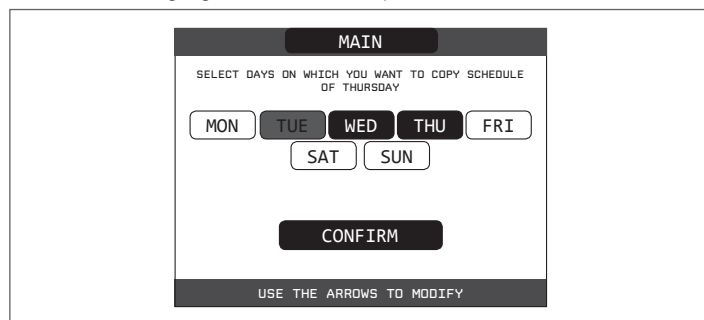 MAIN
SELECT DAYS ON WHICH YOU WANT TO COPY SCHEDULE
OF THURSDAY
MON TUE WED THU FRI
SAT SUN
CONFIRM
USE THE ARROWS TO MODIFY